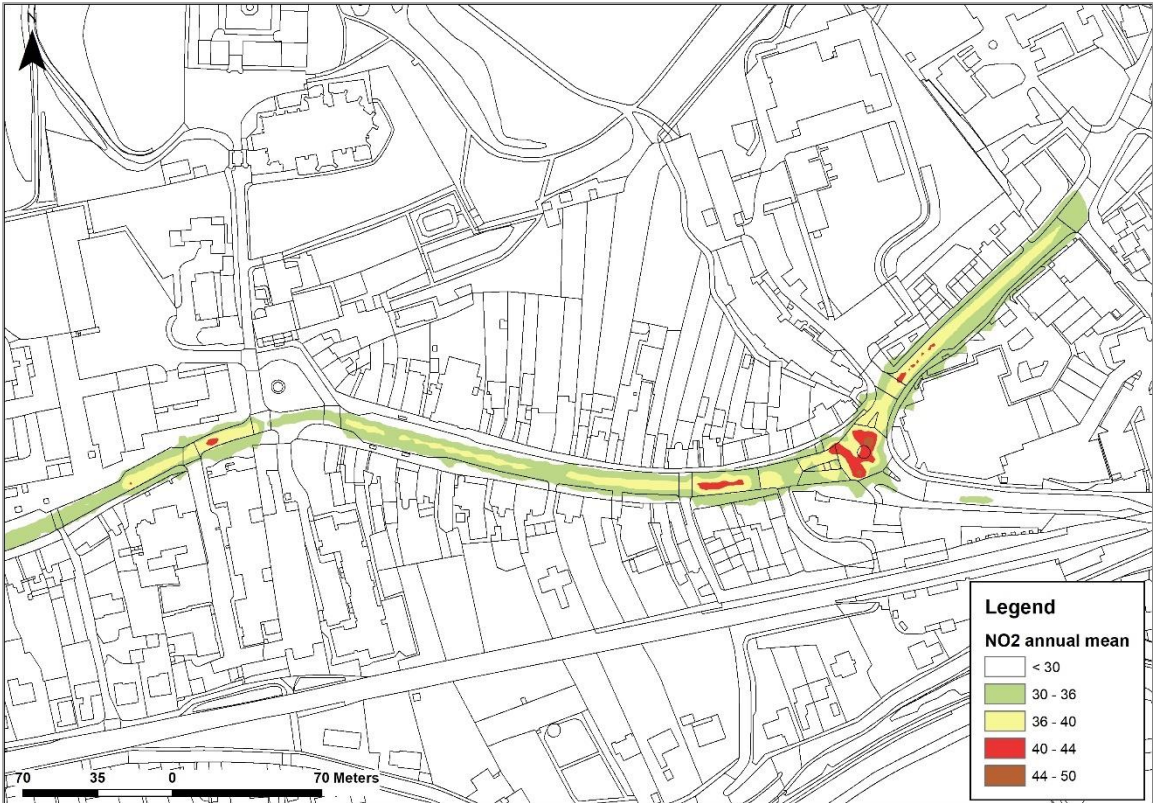 N
Legend
NO2 annual mean
< 30
30 - 36
36 - 40
40 - 44
44 - 50
70 35 0 70 Meters